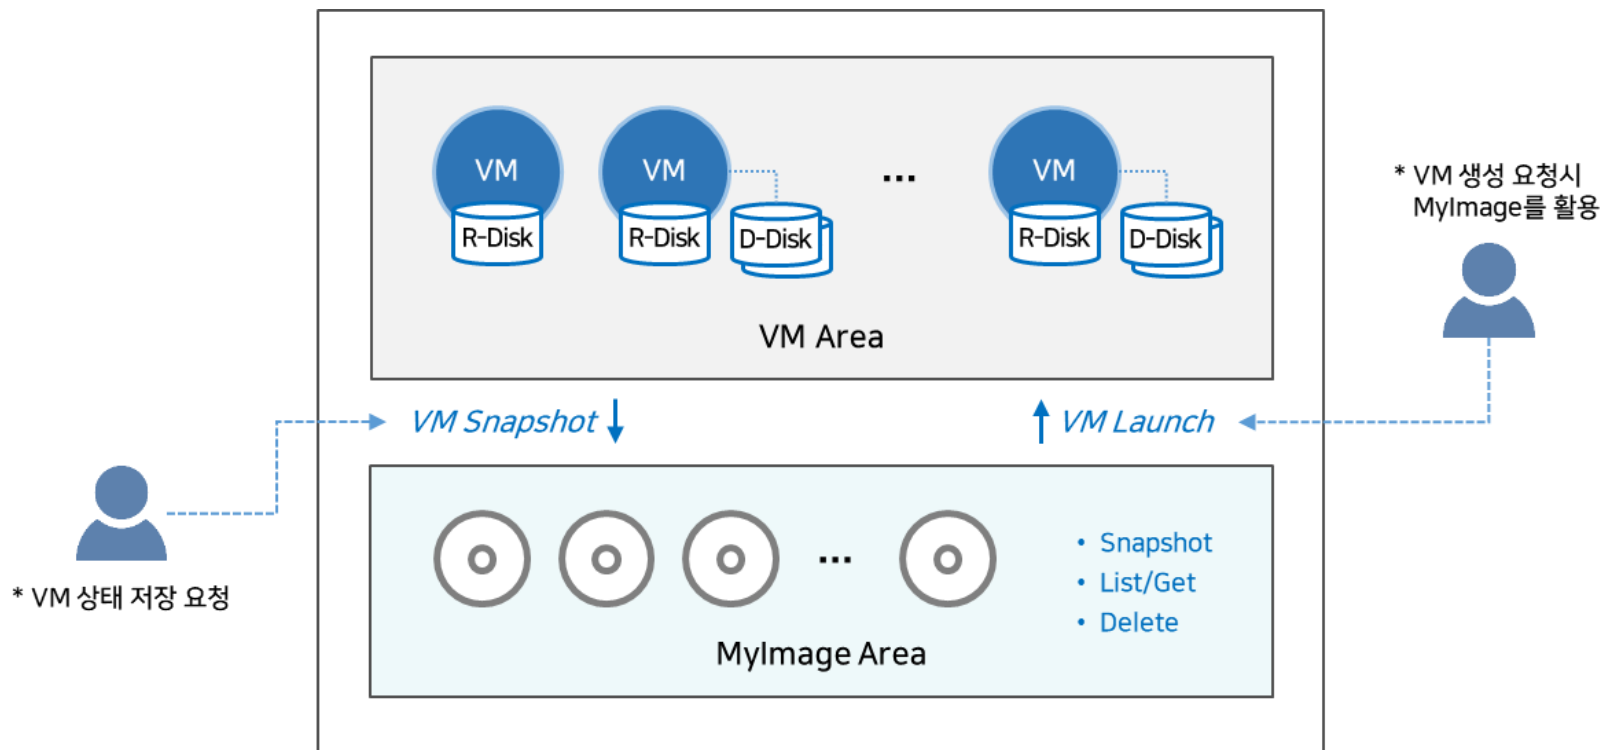 VM
VM
...
VM
R-Disk
R-Disk
D-Disk
R-Disk
D-Disk
VM Area
* VM 생성 요청시
MyImage를 활용
VM Snapshot
VM Launch
* VM 상태 저장 요청
...
• Snapshot
• List/Get
• Delete
MyImage Area